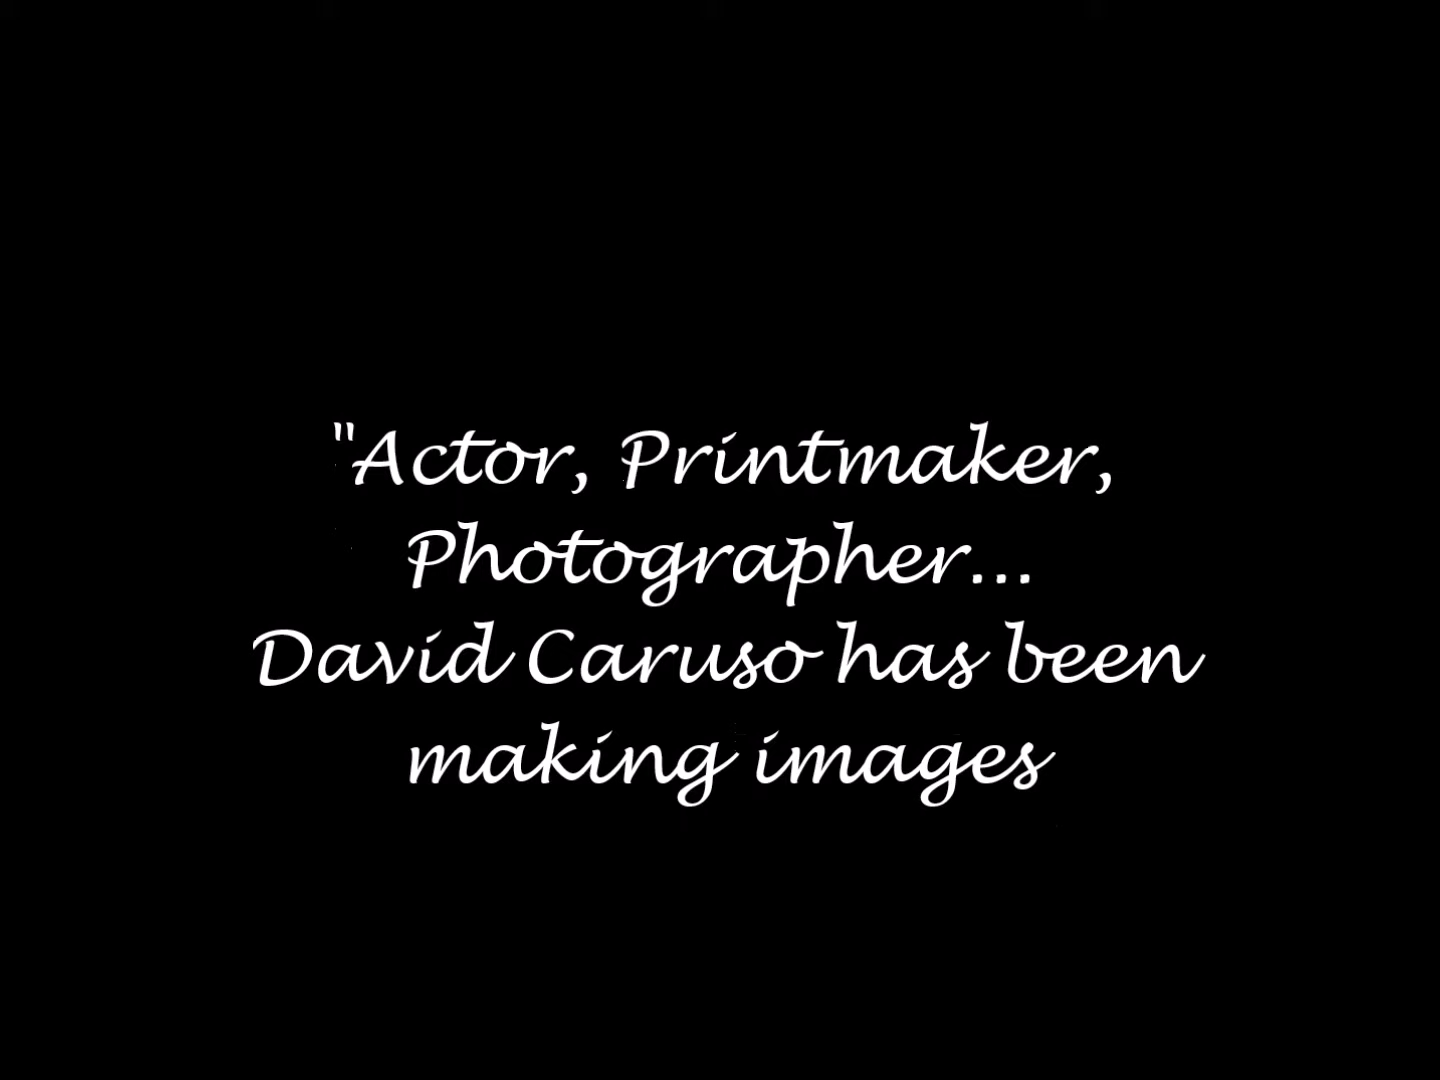 "Actor, Printmaker,
Photographer...
David Caruso has been
making images